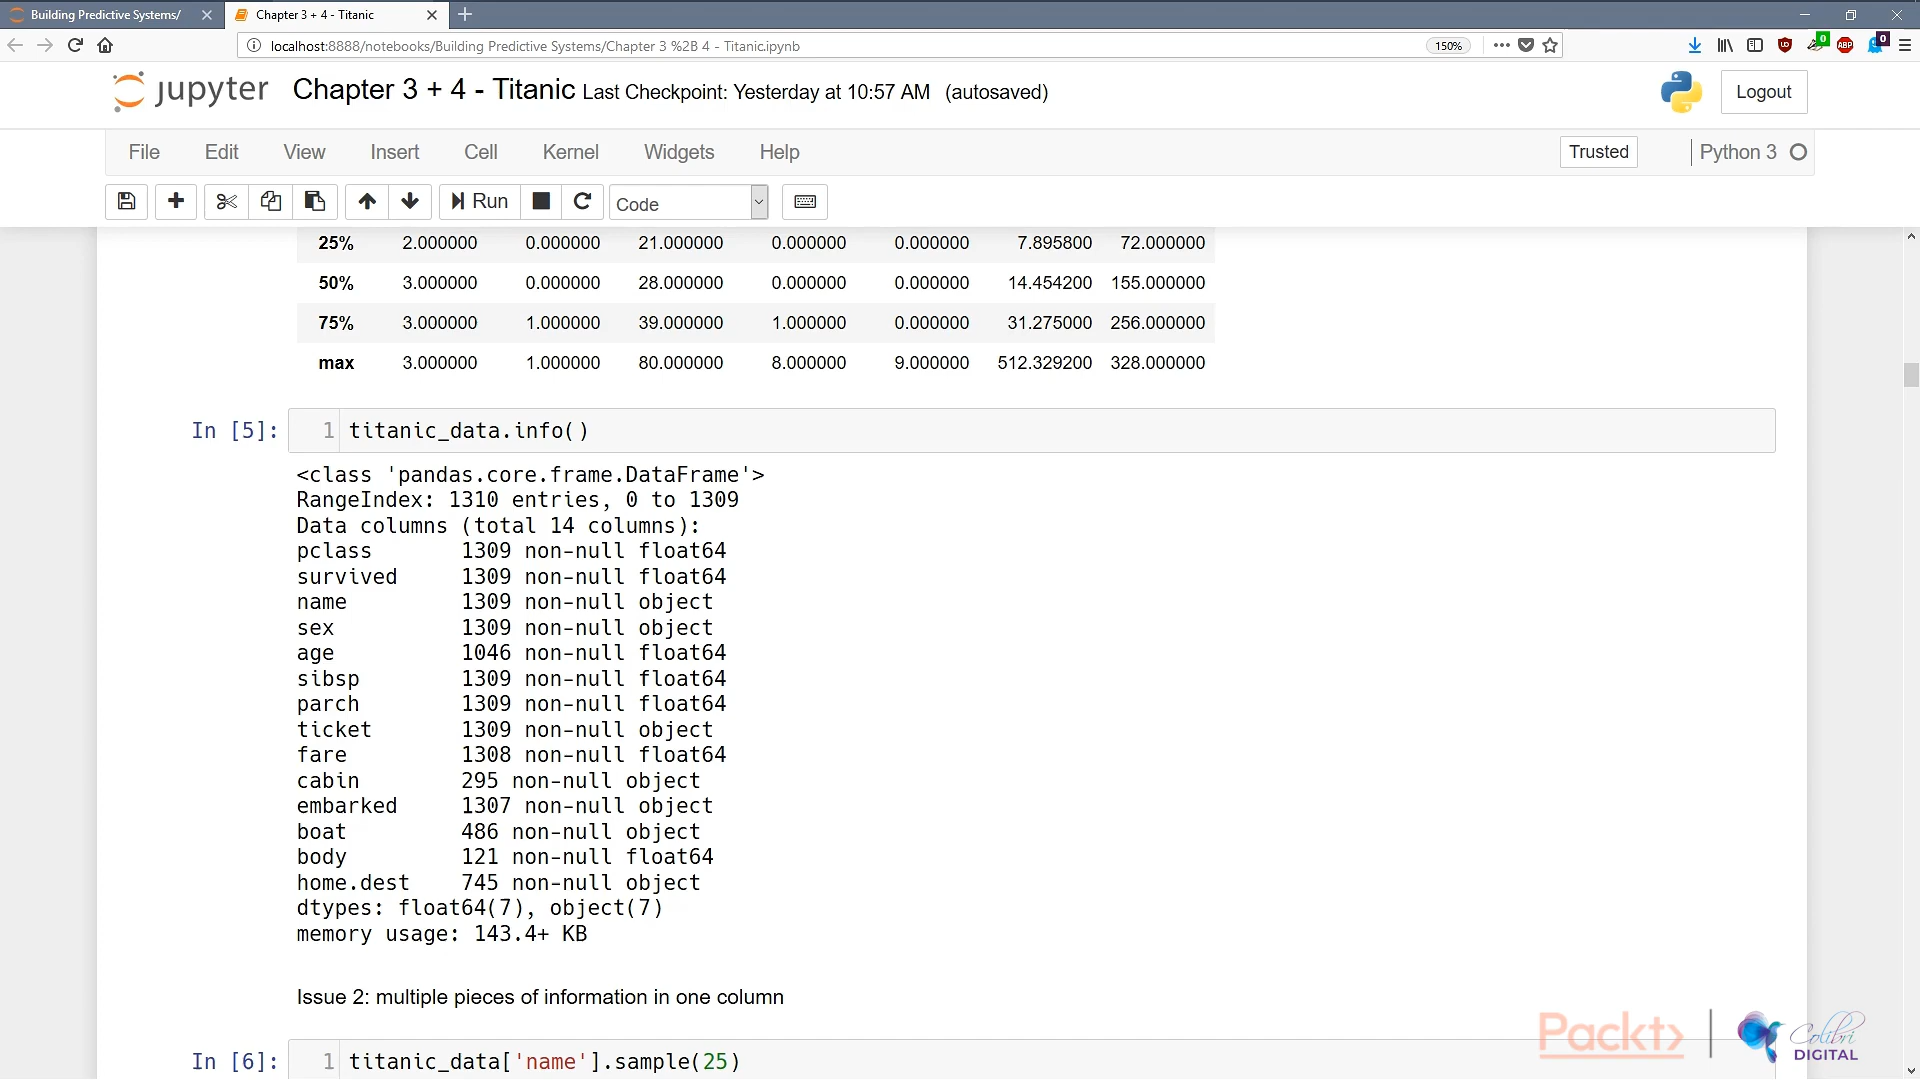 Building Predictive Systems/
Chapter 3 + 4 - Titanic
localhost:8888/notebooks/Building Predictive Systems/Chapter 3 %2B 4 - Titanic.ipynb
150%
0
ABP
0
jupyter
Chapter 3 + 4 - Titanic Last Checkpoint: Yesterday at 10:57 AM (autosaved)
Logout
File Edit View Insert Cell Kernel Widgets Help
Trusted
Python 3
Run
Code
25% 2.000000 0.000000 21.000000 0.000000 0.000000 7.895800 72.000000
50% 3.000000 0.000000 28.000000 0.000000 0.000000 14.454200 155.000000
75% 3.000000 1.000000 39.000000 1.000000 0.000000 31.275000 256.000000
max 3.000000 1.000000 80.000000 8.000000 9.000000 512.329200 328.000000
In [5]: 1 titanic_data.info()
<class 'pandas.core.frame.DataFrame'>
RangeIndex: 1310 entries, 0 to 1309
Data columns (total 14 columns):
pclass 1309 non-null float64
survived 1309 non-null float64
name 1309 non-null object
sex 1309 non-null object
age 1046 non-null float64
sibsp 1309 non-null float64
parch 1309 non-null float64
ticket 1309 non-null object
fare 1308 non-null float64
cabin 295 non-null object
embarked 1307 non-null object
boat 486 non-null object
body 121 non-null float64
home.dest 745 non-null object
dtypes: float64(7), object(7)
memory usage: 143.4+ KB
Issue 2: multiple pieces of information in one column
In [6]: 1 titanic_data['name'].sample(25)
Packt>
Colibri
DIGITAL